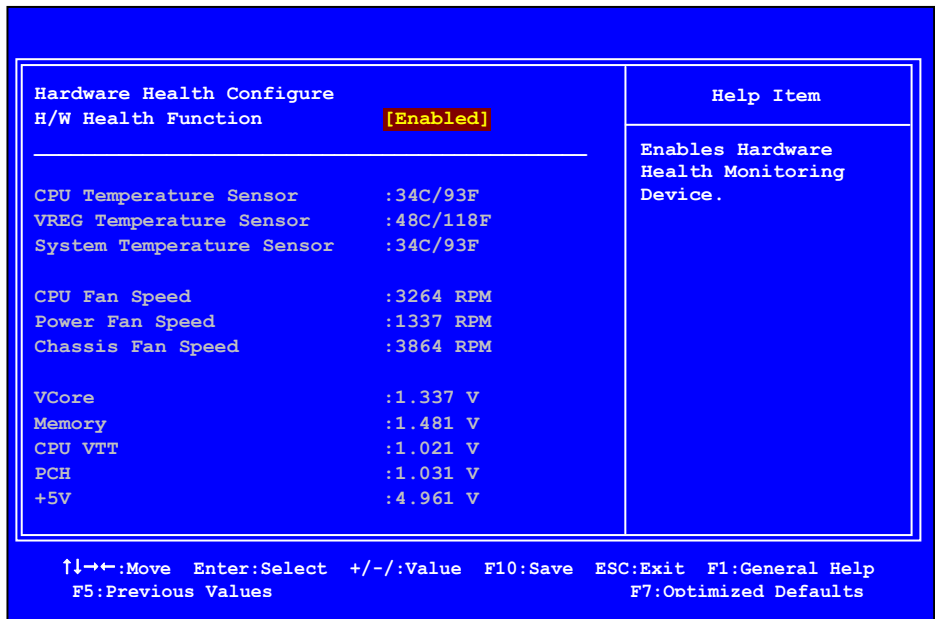 Hardware Health Configure
H/W Health Function [Enabled]
CPU Temperature Sensor :34C/93F
VREG Temperature Sensor :48C/118F
System Temperature Sensor :34C/93F
CPU Fan Speed :3264 RPM
Power Fan Speed :1337 RPM
Chassis Fan Speed :3864 RPM
VCore :1.337 V
Memory :1.481 V
CPU VTT :1.021 V
PCH :1.031 V
+5V :4.961 V
Help Item
Enables Hardware
Health Monitoring
Device.
↑↓→←:Move Enter:Select +/-/:Value F10:Save ESC:Exit F1:General Help
F5:Previous Values F7:Optimized Defaults